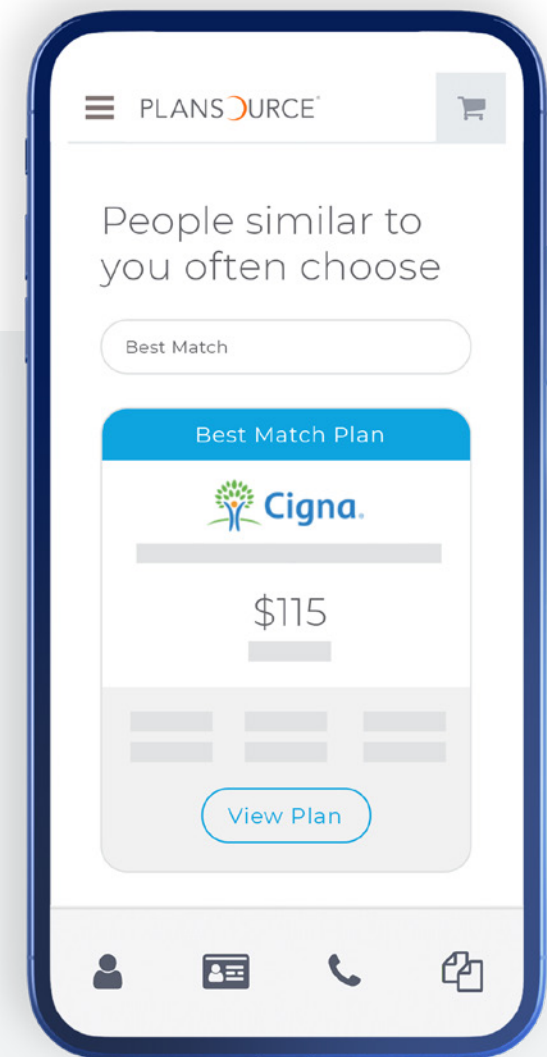 PLANSOURCE
People similar to
you often choose
Best Match
Best Match Plan
Cigna.
$115
View Plan